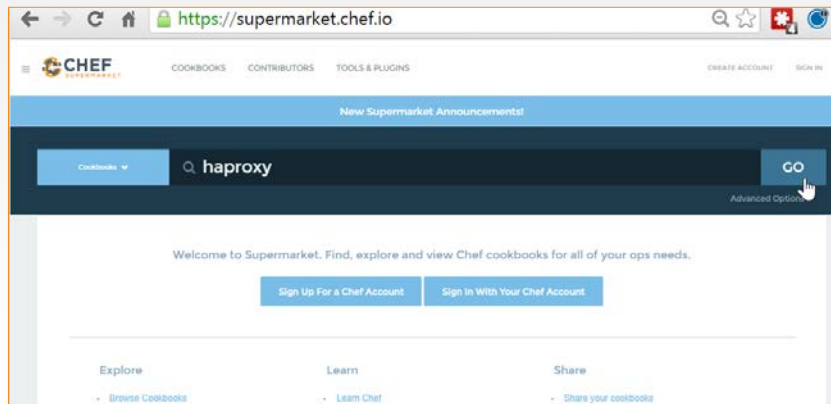 https://supermarket.chef.io
CHEF
SUPERMARKET
COOKBOOKS CONTRIBUTORS TOOLS & PLUGINS
CREATE ACCOUNT SIGN IN
New Supermarket Announcements!
Cookbooks haproxy GO
Advanced Options
Welcome to Supermarket. Find, explore and view Chef cookbooks for all of your ops needs.
Sign Up For a Chef Account Sign In With Your Chef Account
Explore Learn Share
Browse Cookbooks Learn Chef Share your cookbooks